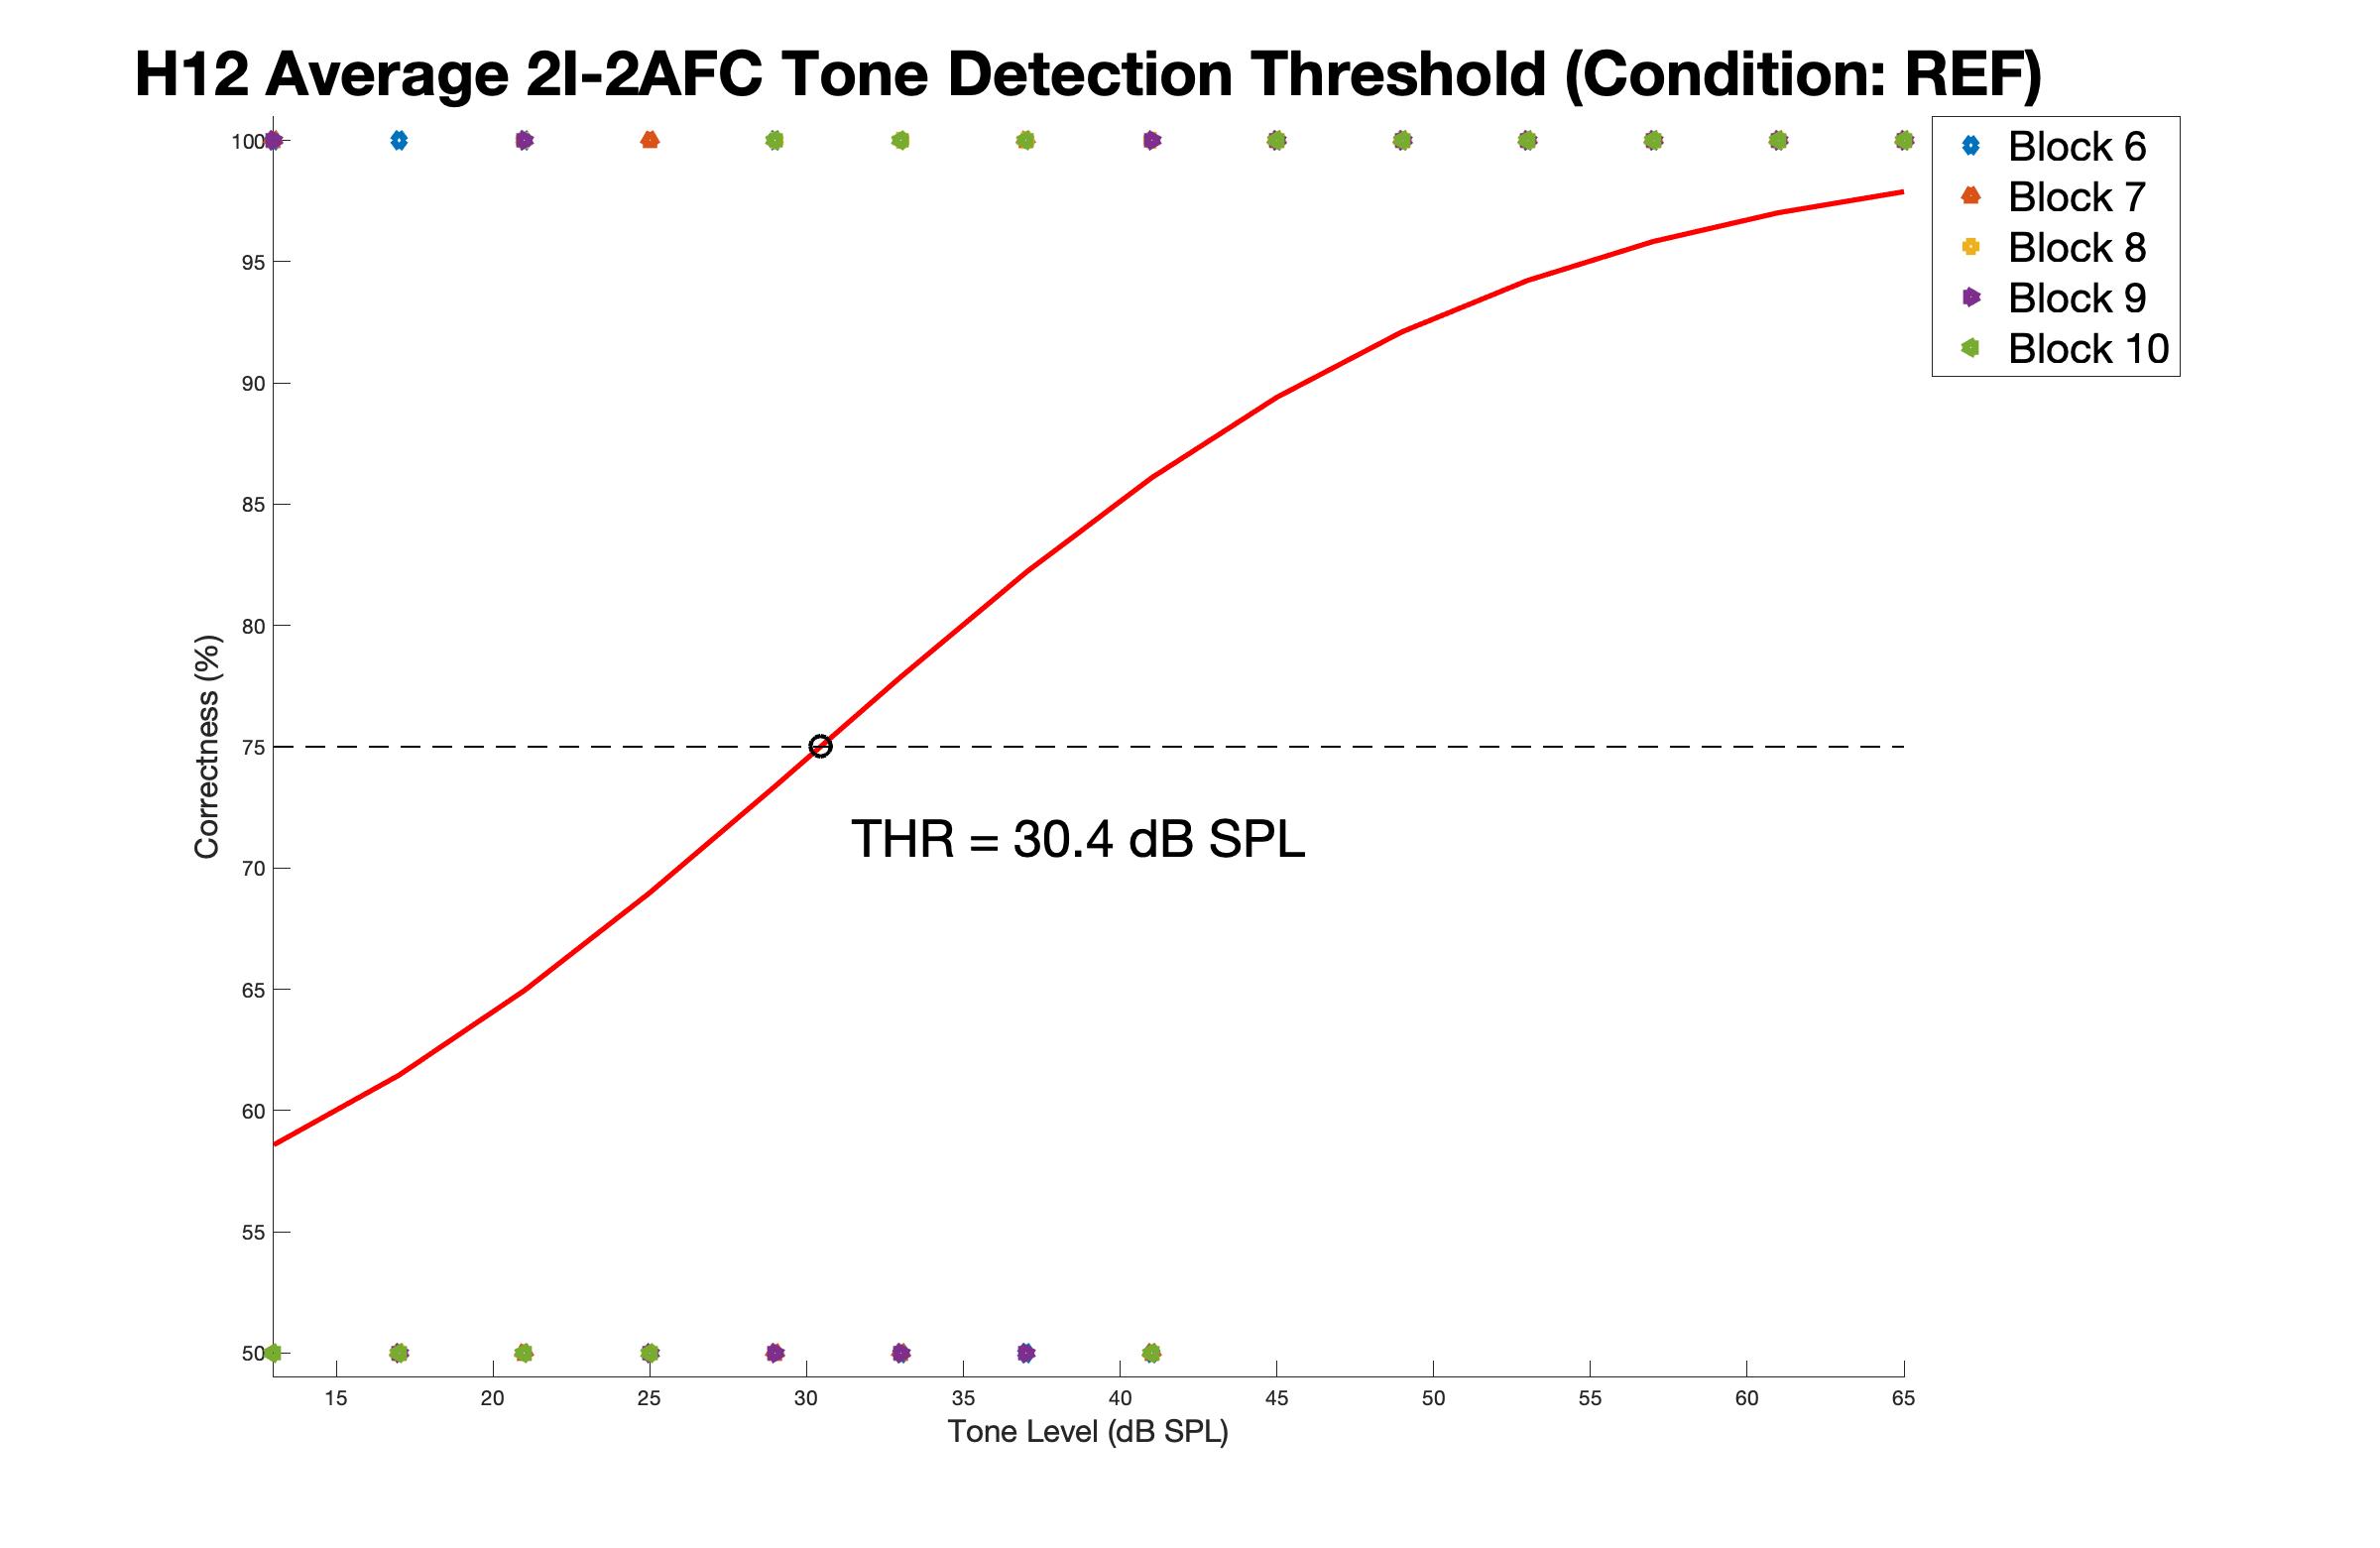 H12 Average 2I-2AFC Tone Detection Threshold (Condition: REF)
100
95
90
85
80
75
70
65
60
55
50
Correctness (%)
THR = 30.4 dB SPL
15 20 25 30 35 40 45 50 55 60 65
Tone Level (dB SPL)
Block 6
Block 7
Block 8
Block 9
Block 10